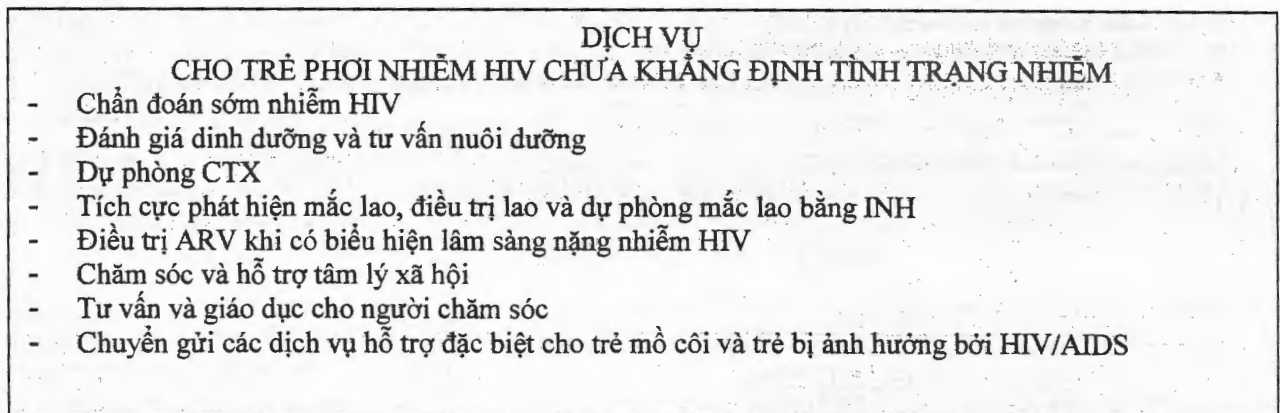 DỊCH VỤ
CHO TRẺ PHƠI NHIỄM HIV CHƯA KHẲNG ĐỊNH TÌNH TRẠNG NHIỄM
- Chẩn đoán sớm nhiễm HIV
- Đánh giá dinh dưỡng và tư vấn nuôi dưỡng
- Dự phòng CTX
- Tích cực phát hiện mắc lao, điều trị lao và dự phòng mắc lao bằng INH
- Điều trị ARV khi có biểu hiện lâm sàng nặng nhiễm HIV
- Chăm sóc và hỗ trợ tâm lý xã hội
- Tư vấn và giáo dục cho người chăm sóc
- Chuyển gửi các dịch vụ hỗ trợ đặc biệt cho trẻ mồ côi và trẻ bị ảnh hưởng bởi HIV/AIDS